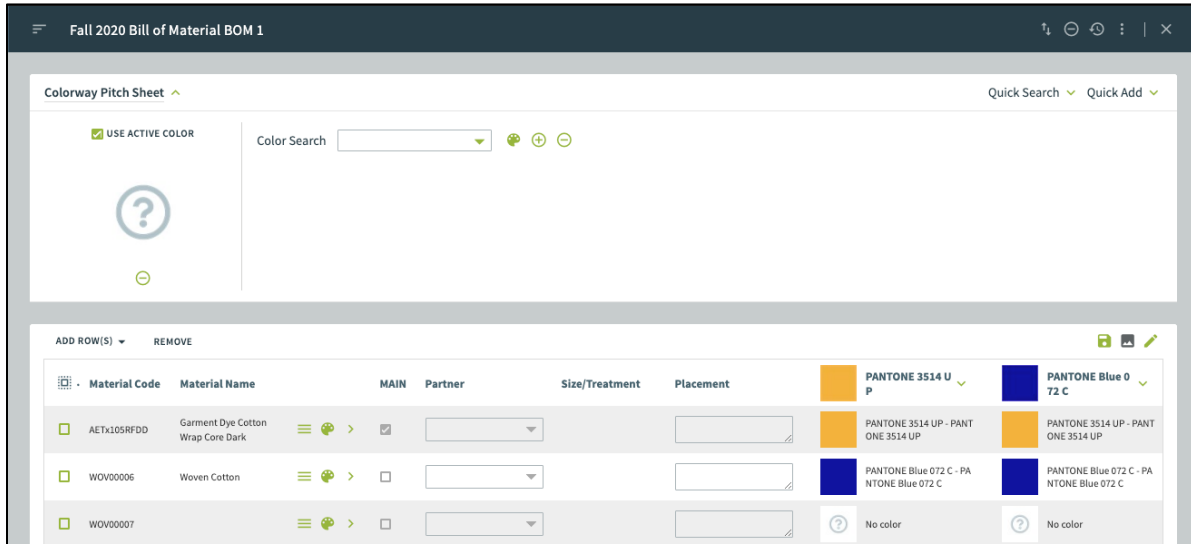 Fall 2020 Bill of Material BOM 1
Colorway Pitch Sheet
Quick Search
Quick Add
USE ACTIVE COLOR
Color Search
ADD ROW(S)
REMOVE
Material Code
Material Name
MAIN
Partner
Size/Treatment
Placement
PANTONE 3514 U
P
PANTONE Blue 0
72 C
AETx105RFDD
Garment Dye Cotton
Wrap Core Dark
PANTONE 3514 UP - PANT
ONE 3514 UP
PANTONE 3514 UP - PANT
ONE 3514 UP
WOV00006
Woven Cotton
PANTONE Blue 072 C - PA
NTONE Blue 072 C
PANTONE Blue 072 C - PA
NTONE Blue 072 C
WOV00007
No color
No color